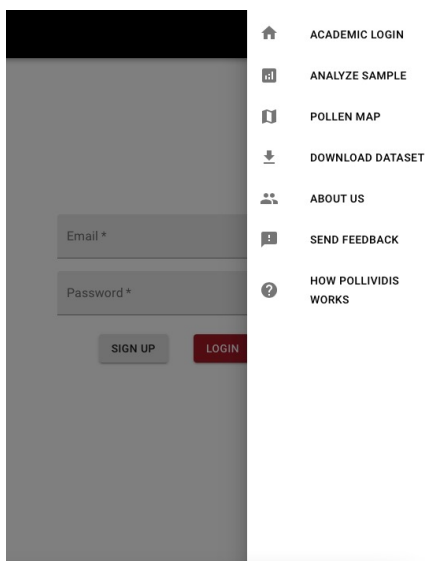 ACADEMIC LOGIN
ANALYZE SAMPLE
POLLEN MAP
DOWNLOAD DATASET
ABOUT US
SEND FEEDBACK
HOW POLLIVIDIS
WORKS
Email *
Password *
SIGN UP
LOGIN